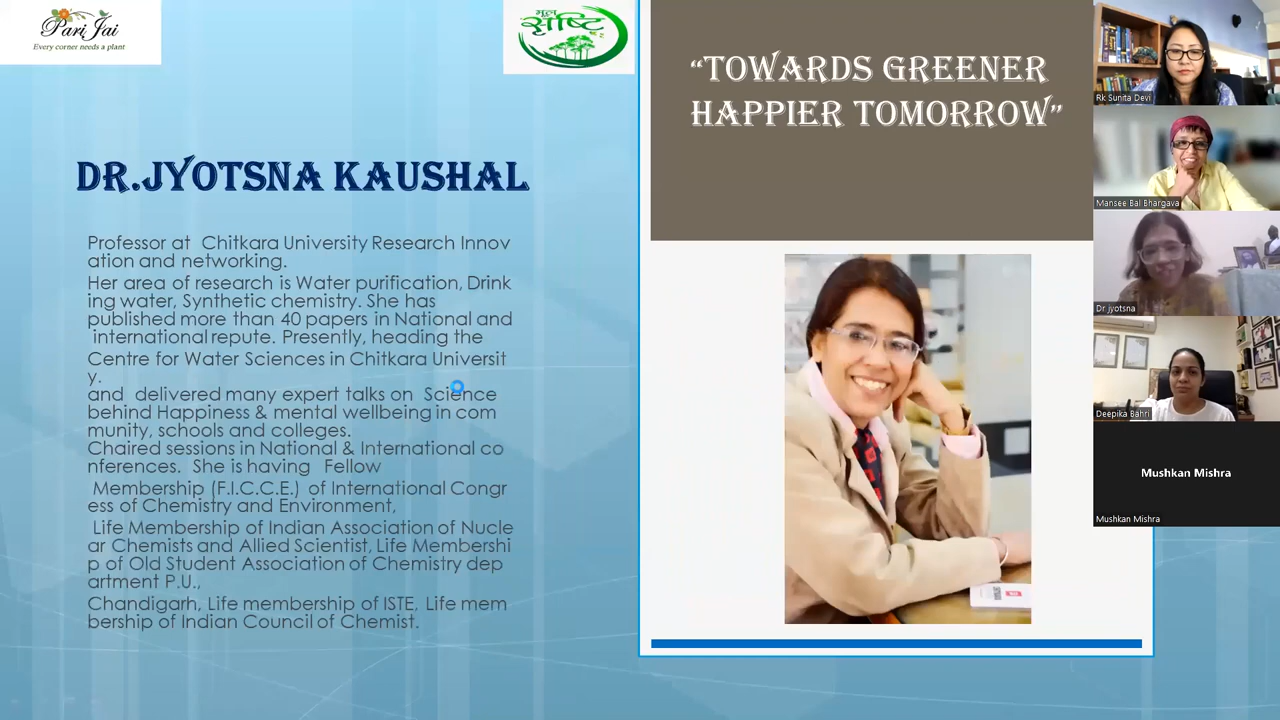 Pari Jai
Every corner needs a plant
मूल
सृष्टि
“TOWARDS GREENER
HAPPIER TOMORROW”
DR.JYOTSNA KAUSHAL
Professor at Chitkara University Research Innov
ation and networking.
Her area of research is Water purification, Drink
ing water, Synthetic chemistry. She has
published more than 40 papers in National and
international repute. Presently, heading the
Centre for Water Sciences in Chitkara Universit
y.
and delivered many expert talks on Science
behind Happiness & mental wellbeing in com
munity, schools and colleges.
Chaired sessions in National & International co
nferences. She is having Fellow
Membership (F.I.C.C.E.) of International Congr
ess of Chemistry and Environment,
Life Membership of Indian Association of Nucle
ar Chemists and Allied Scientist, Life Membershi
p of Old Student Association of Chemistry dep
artment P.U.,
Chandigarh, Life membership of ISTE, Life mem
bership of Indian Council of Chemist.
Rk Sunita Devi
Mansee Bal Bhargava
Dr jyotsna
Deepika Bahri
Mushkan Mishra
Mushkan Mishra